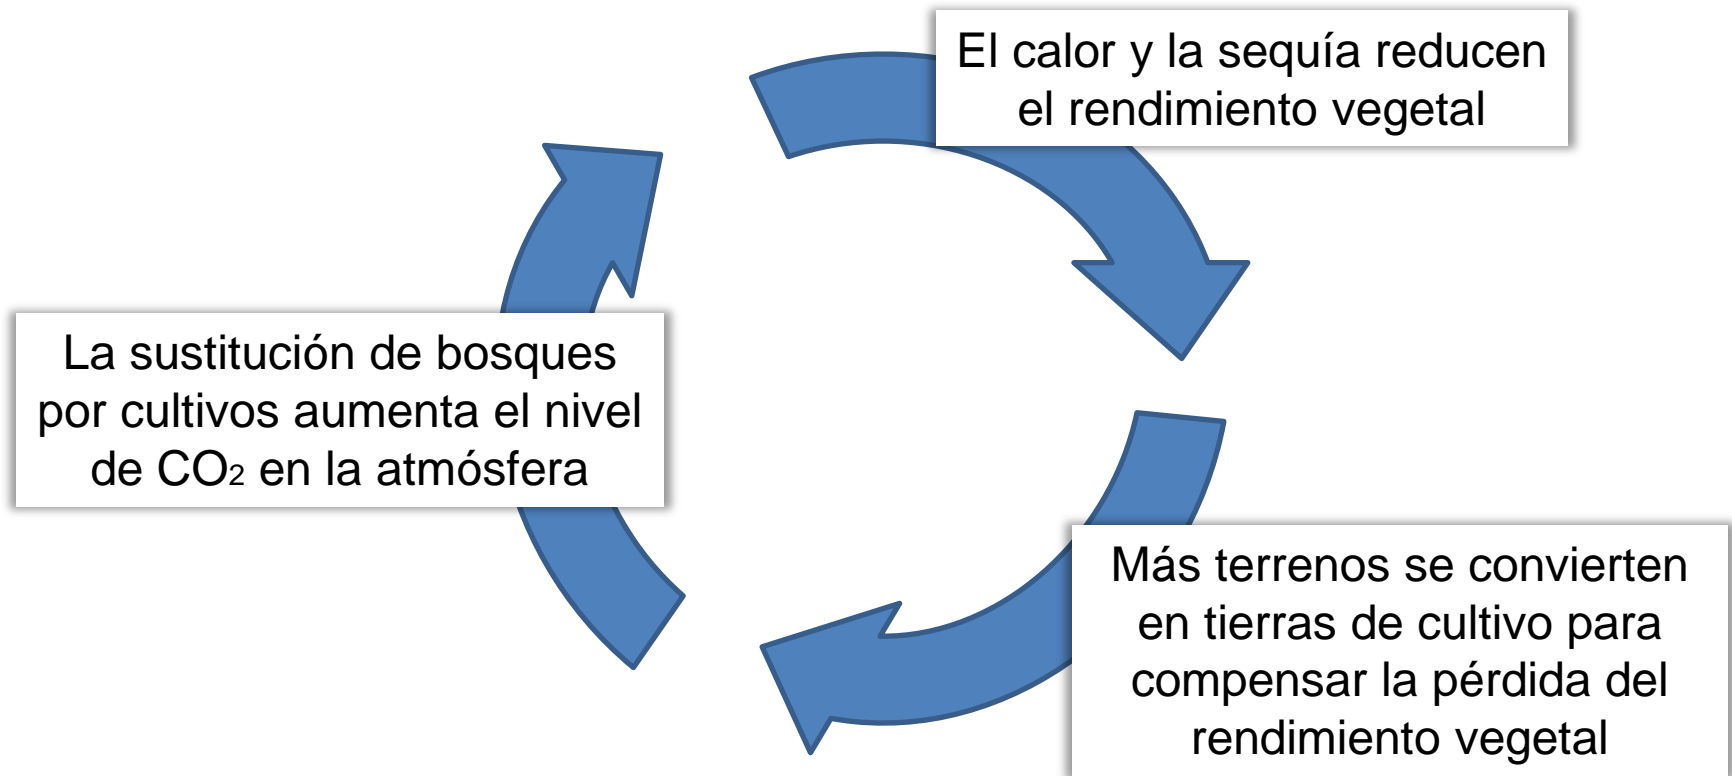 El calor y la sequía reducen
el rendimiento vegetal
La sustitución de bosques
por cultivos aumenta el nivel
de CO2 en la atmósfera
Más terrenos se convierten
en tierras de cultivo para
compensar la pérdida del
rendimiento vegetal